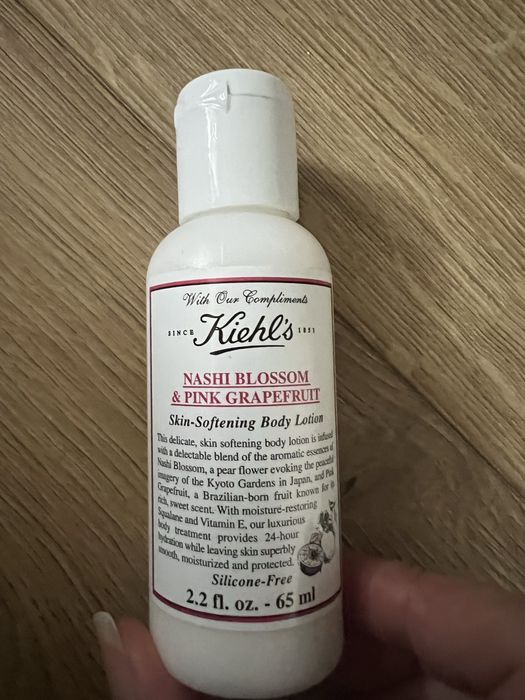 With Our Compliments
SINCE Kiehl's 1851
NASHI BLOSSOM
& PINK GRAPEFRUIT
Skin-Softening Body Lotion
This delicate, skin softening body lotion is infused
with a delectable blend of the aromatic essences of
Nashi Blossom, a pear flower evoking the peaceful
imagery of the Kyoto Gardens in Japan, and Pink
Grapefruit, a Brazilian-born fruit known for its
rich, sweet scent. With moisture-restoring
Squalane and Vitamin E, our luxurious
body treatment provides 24-hour
hydration while leaving skin superbly
smooth, moisturized and protected.
Silicone-Free
2.2 fl. oz. - 65 ml